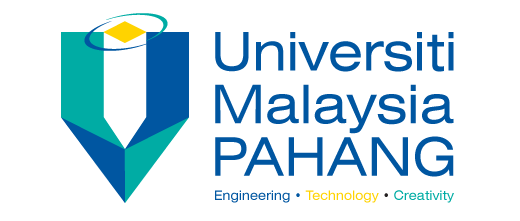 Universiti
Malaysia
PAHANG
Engineering • Technology • Creativity